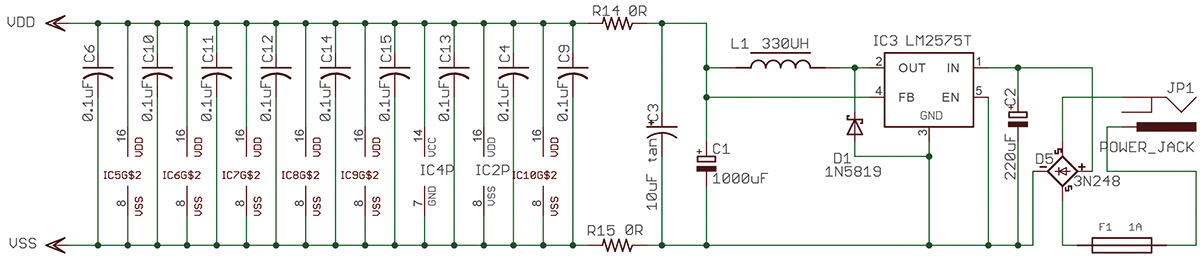 VDD
C6
0.1uF
C10
0.1uF
C11
0.1uF
C12
0.1uF
C14
0.1uF
C15
0.1uF
C13
0.1uF
C4
0.1uF
C9
0.1uF
16
VDD
IC5G$2
8
VSS
16
VDD
IC6G$2
8
VSS
16
VDD
IC7G$2
8
VSS
16
VDD
IC8G$2
8
VSS
16
VDD
IC9G$2
8
VSS
14
VCC
IC4P
7
GND
16
VDD
IC2P
8
VSS
16
VDD
IC10G$2
8
VSS
VSS
R14 0R
R15 0R
C3
10uF tan
+
L1 330UH
+
C1
1000uF
IC3 LM2575T
2 OUT IN 1
4 FB EN 5
GND
3
D1
1N5819
C2
+
220uF
JP1
POWER_JACK
D5
- +
3N248
F1 1A